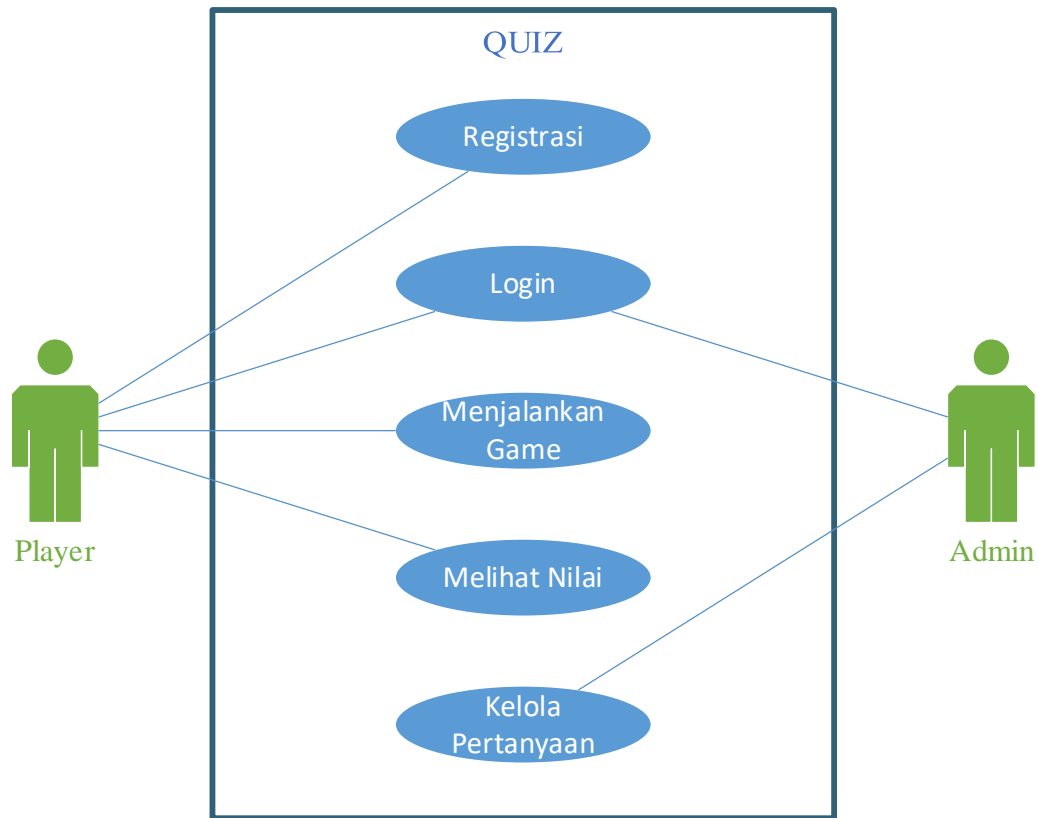 QUIZ
Registrasi
Login
Menjalankan
Game
Player
Admin
Melihat Nilai
Kelola
Pertanyaan